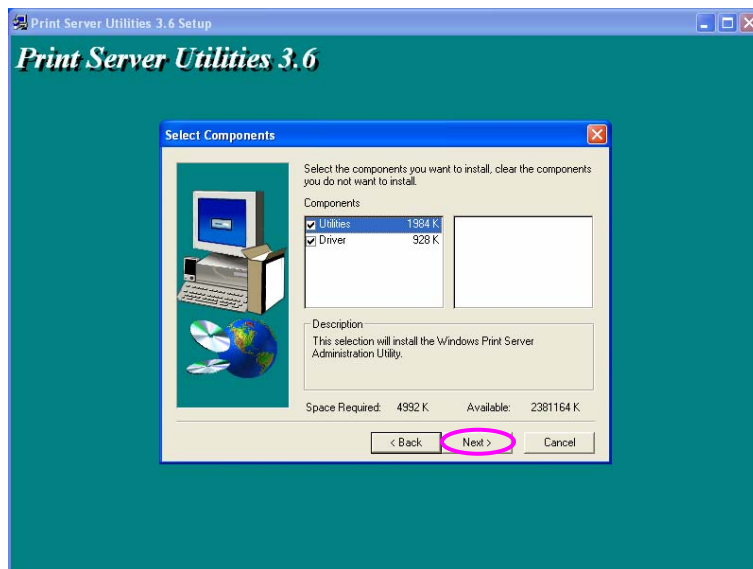 Print Server Utilities 3.6 Setup
Print Server Utilities 3.6
Select Components
Select the components you want to install, clear the components
you do not want to install.
Components
Utilities 1984 K
Driver 928 K
Description
This selection will install the Windows Print Server
Administration Utility.
Space Required: 4992 K Available: 2381164 K
< Back Next > Cancel